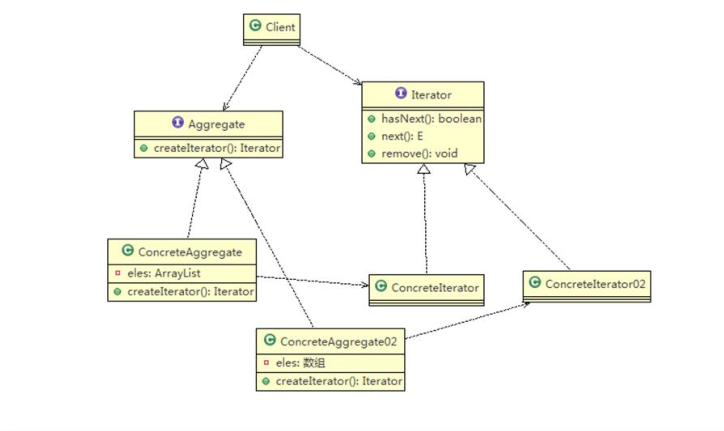 Client
Iterator
hasNext(): boolean
next(): E
remove(): void
Aggregate
createIterator(): Iterator
ConcreteAggregate
eles: ArrayList
createIterator(): Iterator
ConcreteIterator
ConcreteIterator02
ConcreteAggregate02
eles: 数组
createIterator(): Iterator